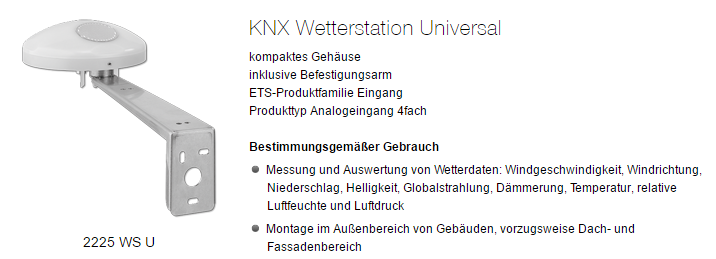 KNX Wetterstation Universal
kompaktes Gehäuse
inklusive Befestigungsarm
ETS-Produktfamilie Eingang
Produkttyp Analogeingang 4fach
Bestimmungsgemäßer Gebrauch
Messung und Auswertung von Wetterdaten: Windgeschwindigkeit, Windrichtung,
Niederschlag, Helligkeit, Globalstrahlung, Dämmerung, Temperatur, relative
Luftfeuchte und Luftdruck
Montage im Außenbereich von Gebäuden, vorzugsweise Dach- und
Fassadenbereich
2225 WS U